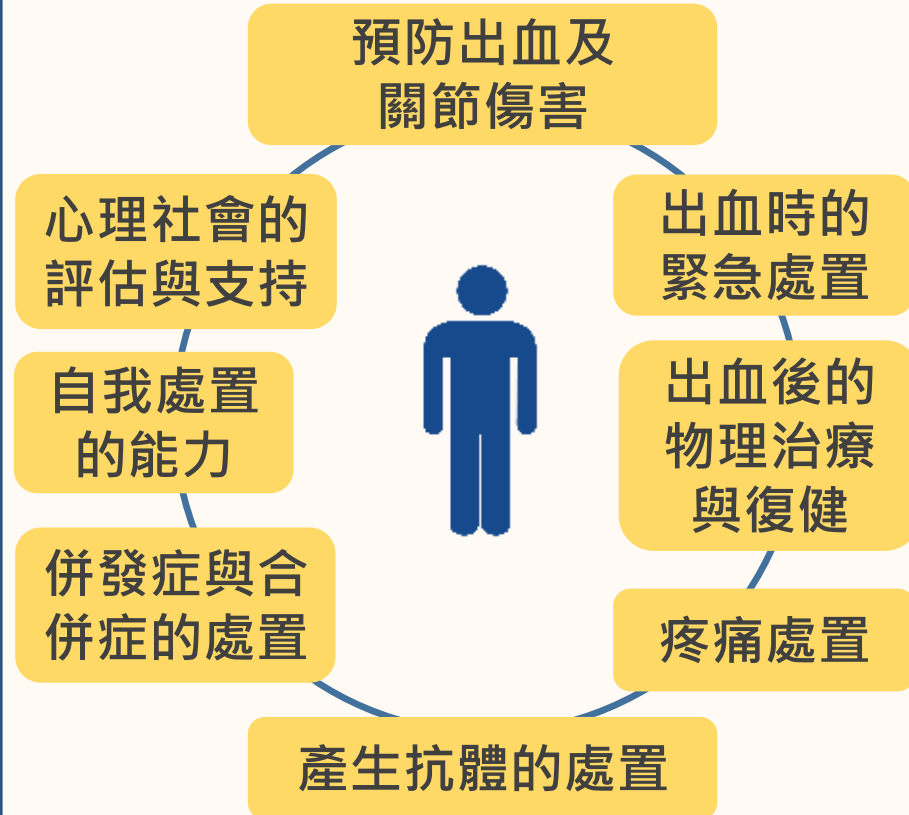 預防出血及
關節傷害
出血時的
緊急處置
出血後的
物理治療
與復健
疼痛處置
產生抗體的處置
併發症與合
併症的處置
自我處置
的能力
心理社會的
評估與支持